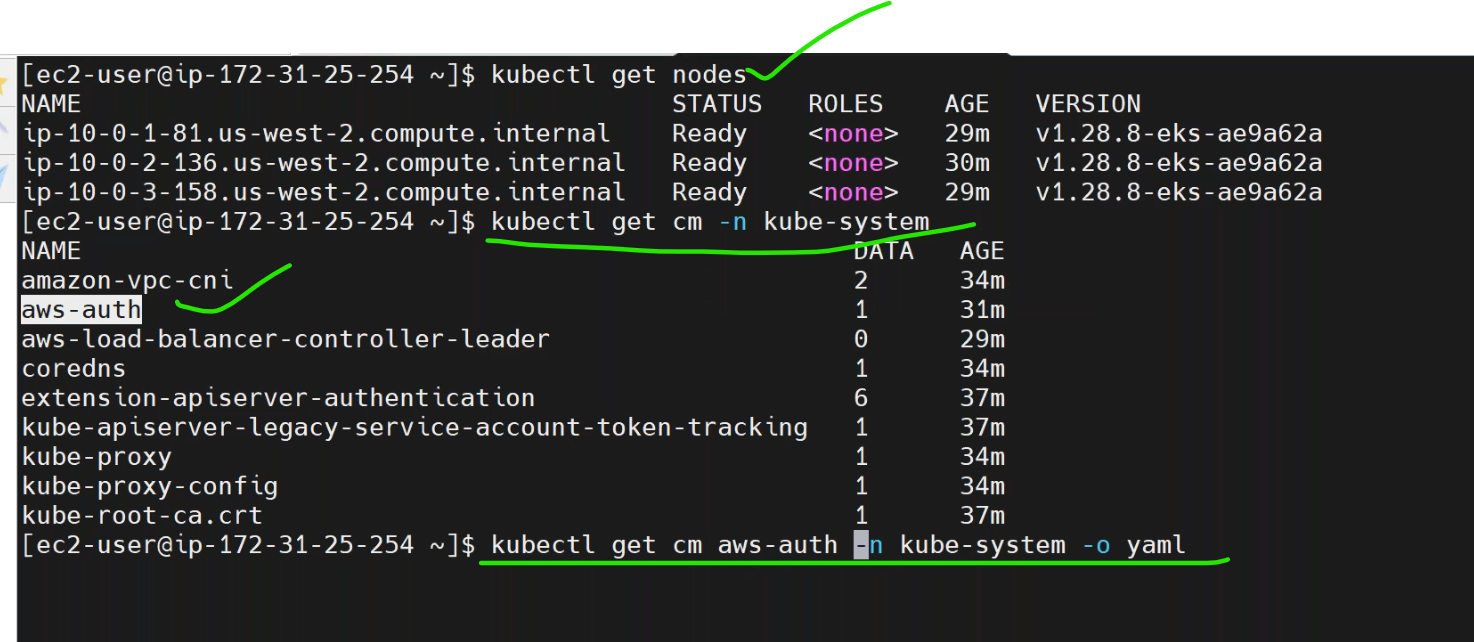 [ec2-user@ip-172-31-25-254 ~]$ kubectl get nodes
NAME STATUS ROLES AGE VERSION
ip-10-0-1-81.us-west-2.compute.internal Ready <none> 29m v1.28.8-eks-ae9a62a
ip-10-0-2-136.us-west-2.compute.internal Ready <none> 30m v1.28.8-eks-ae9a62a
ip-10-0-3-158.us-west-2.compute.internal Ready <none> 29m v1.28.8-eks-ae9a62a
[ec2-user@ip-172-31-25-254 ~]$ kubectl get cm -n kube-system
NAME DATA AGE
amazon-vpc-cni 2 34m
aws-auth 1 31m
aws-load-balancer-controller-leader 0 29m
coredns 1 34m
extension-apiserver-authentication 6 37m
kube-apiserver-legacy-service-account-token-tracking 1 37m
kube-proxy 1 34m
kube-proxy-config 1 34m
kube-root-ca.crt 1 37m
[ec2-user@ip-172-31-25-254 ~]$ kubectl get cm aws-auth -n kube-system -o yaml